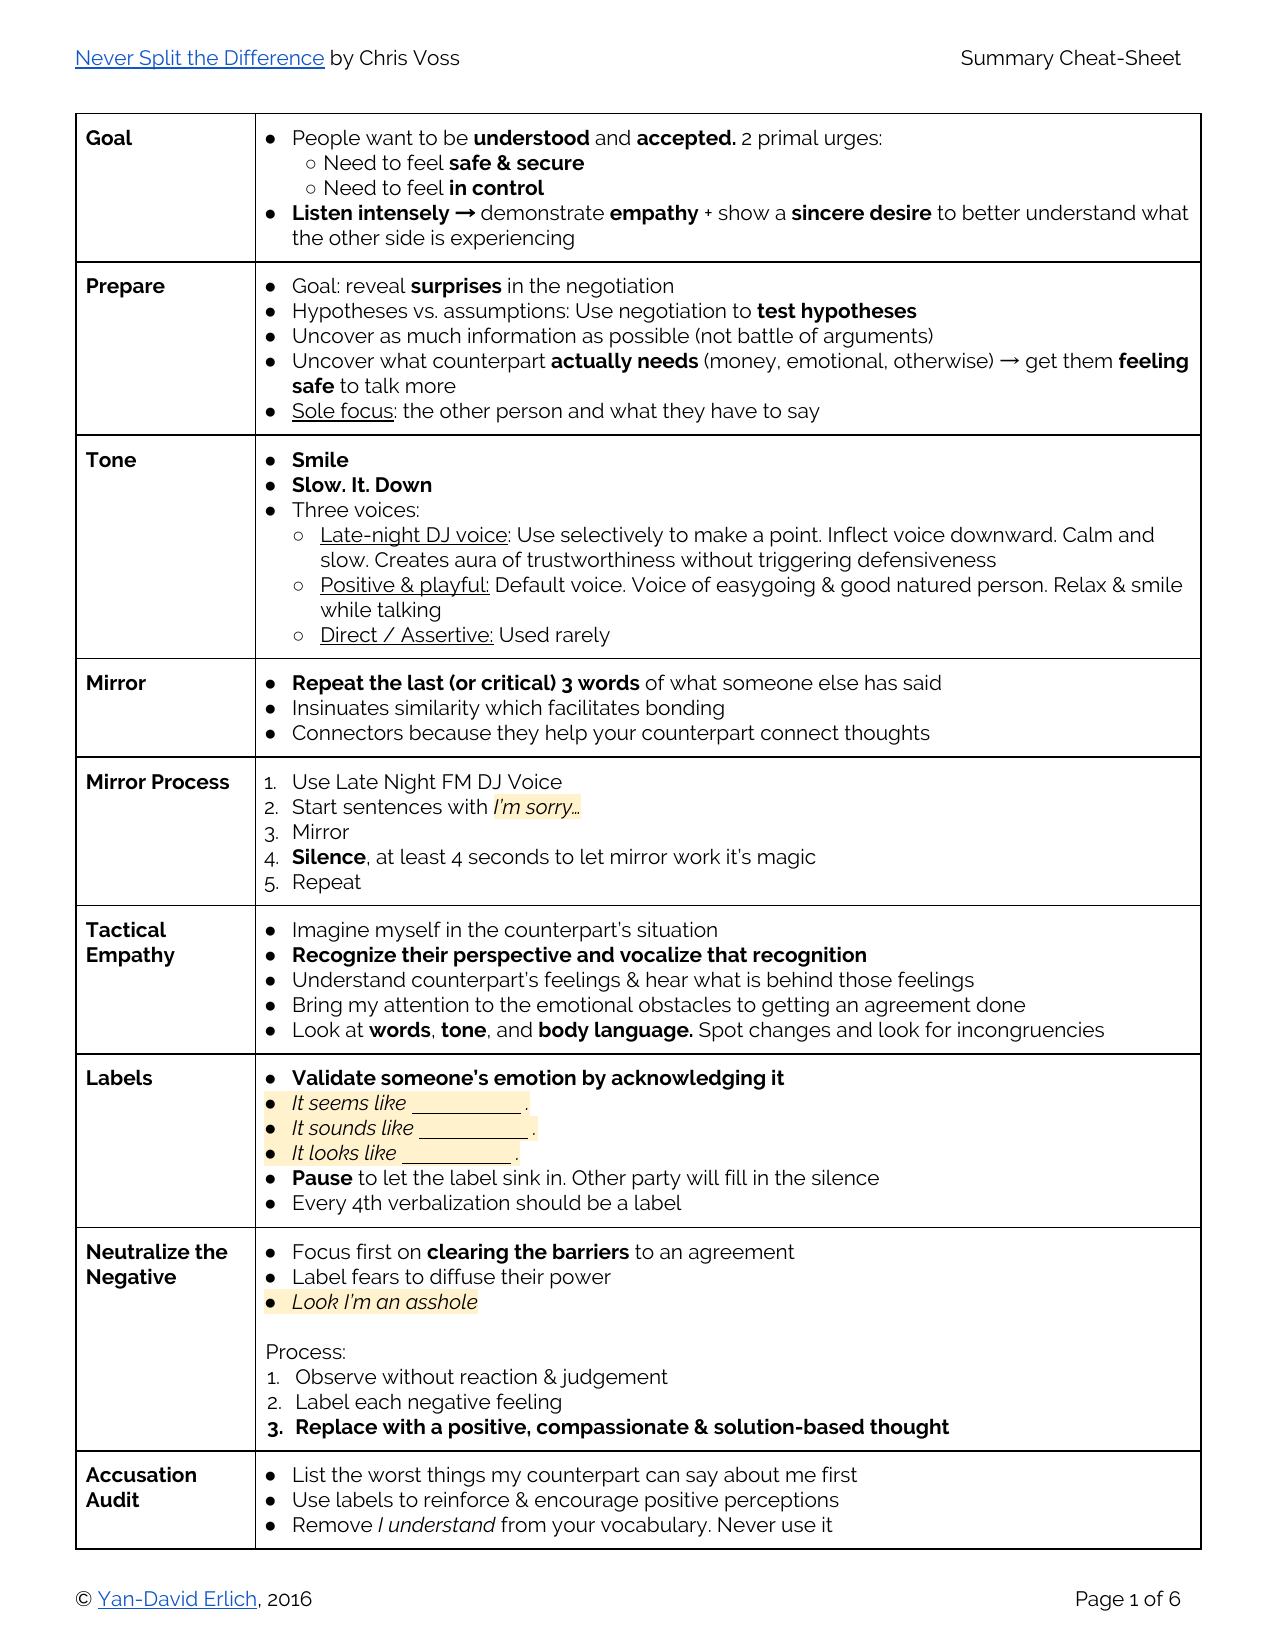 Never Split the Difference by Chris Voss Summary Cheat-Sheet
Goal
● People want to be understood and accepted. 2 primal urges:
○ Need to feel safe & secure
○ Need to feel in control
● Listen intensely → demonstrate empathy + show a sincere desire to better understand what
the other side is experiencing
Prepare
● Goal: reveal surprises in the negotiation
● Hypotheses vs. assumptions: Use negotiation to test hypotheses
● Uncover as much information as possible (not battle of arguments)
● Uncover what counterpart actually needs (money, emotional, otherwise) → get them feeling
safe to talk more
● Sole focus: the other person and what they have to say
Tone
● Smile
● Slow. It. Down
● Three voices:
○ Late-night DJ voice: Use selectively to make a point. Inflect voice downward. Calm and
slow. Creates aura of trustworthiness without triggering defensiveness
○ Positive & playful: Default voice. Voice of easygoing & good natured person. Relax & smile
while talking
○ Direct / Assertive: Used rarely
Mirror
● Repeat the last (or critical) 3 words of what someone else has said
● Insinuates similarity which facilitates bonding
● Connectors because they help your counterpart connect thoughts
Mirror Process
1. Use Late Night FM DJ Voice
2. Start sentences with I'm sorry…
3. Mirror
4. Silence, at least 4 seconds to let mirror work it's magic
5. Repeat
Tactical
Empathy
● Imagine myself in the counterpart's situation
● Recognize their perspective and vocalize that recognition
● Understand counterpart's feelings & hear what is behind those feelings
● Bring my attention to the emotional obstacles to getting an agreement done
● Look at words, tone, and body language. Spot changes and look for incongruencies
Labels
● Validate someone's emotion by acknowledging it
● It seems like __________ .
● It sounds like __________ .
● It looks like __________ .
● Pause to let the label sink in. Other party will fill in the silence
● Every 4th verbalization should be a label
Neutralize the
Negative
● Focus first on clearing the barriers to an agreement
● Label fears to diffuse their power
● Look I'm an asshole
Process:
1. Observe without reaction & judgement
2. Label each negative feeling
3. Replace with a positive, compassionate & solution-based thought
Accusation
Audit
● List the worst things my counterpart can say about me first
● Use labels to reinforce & encourage positive perceptions
● Remove I understand from your vocabulary. Never use it
© Yan-David Erlich, 2016 Page 1 of 6